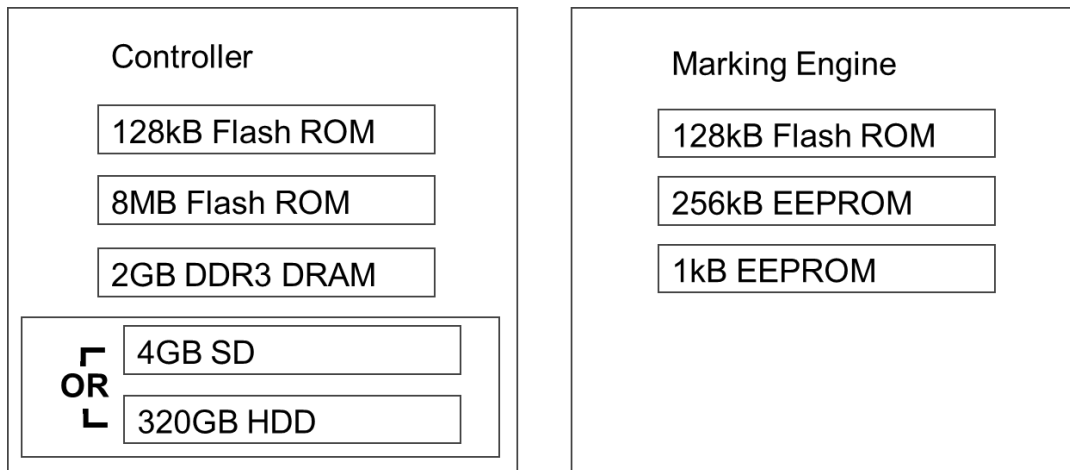 Controller
128kB Flash ROM
8MB Flash ROM
2GB DDR3 DRAM
OR
4GB SD
320GB HDD
Marking Engine
128kB Flash ROM
256kB EEPROM
1kB EEPROM